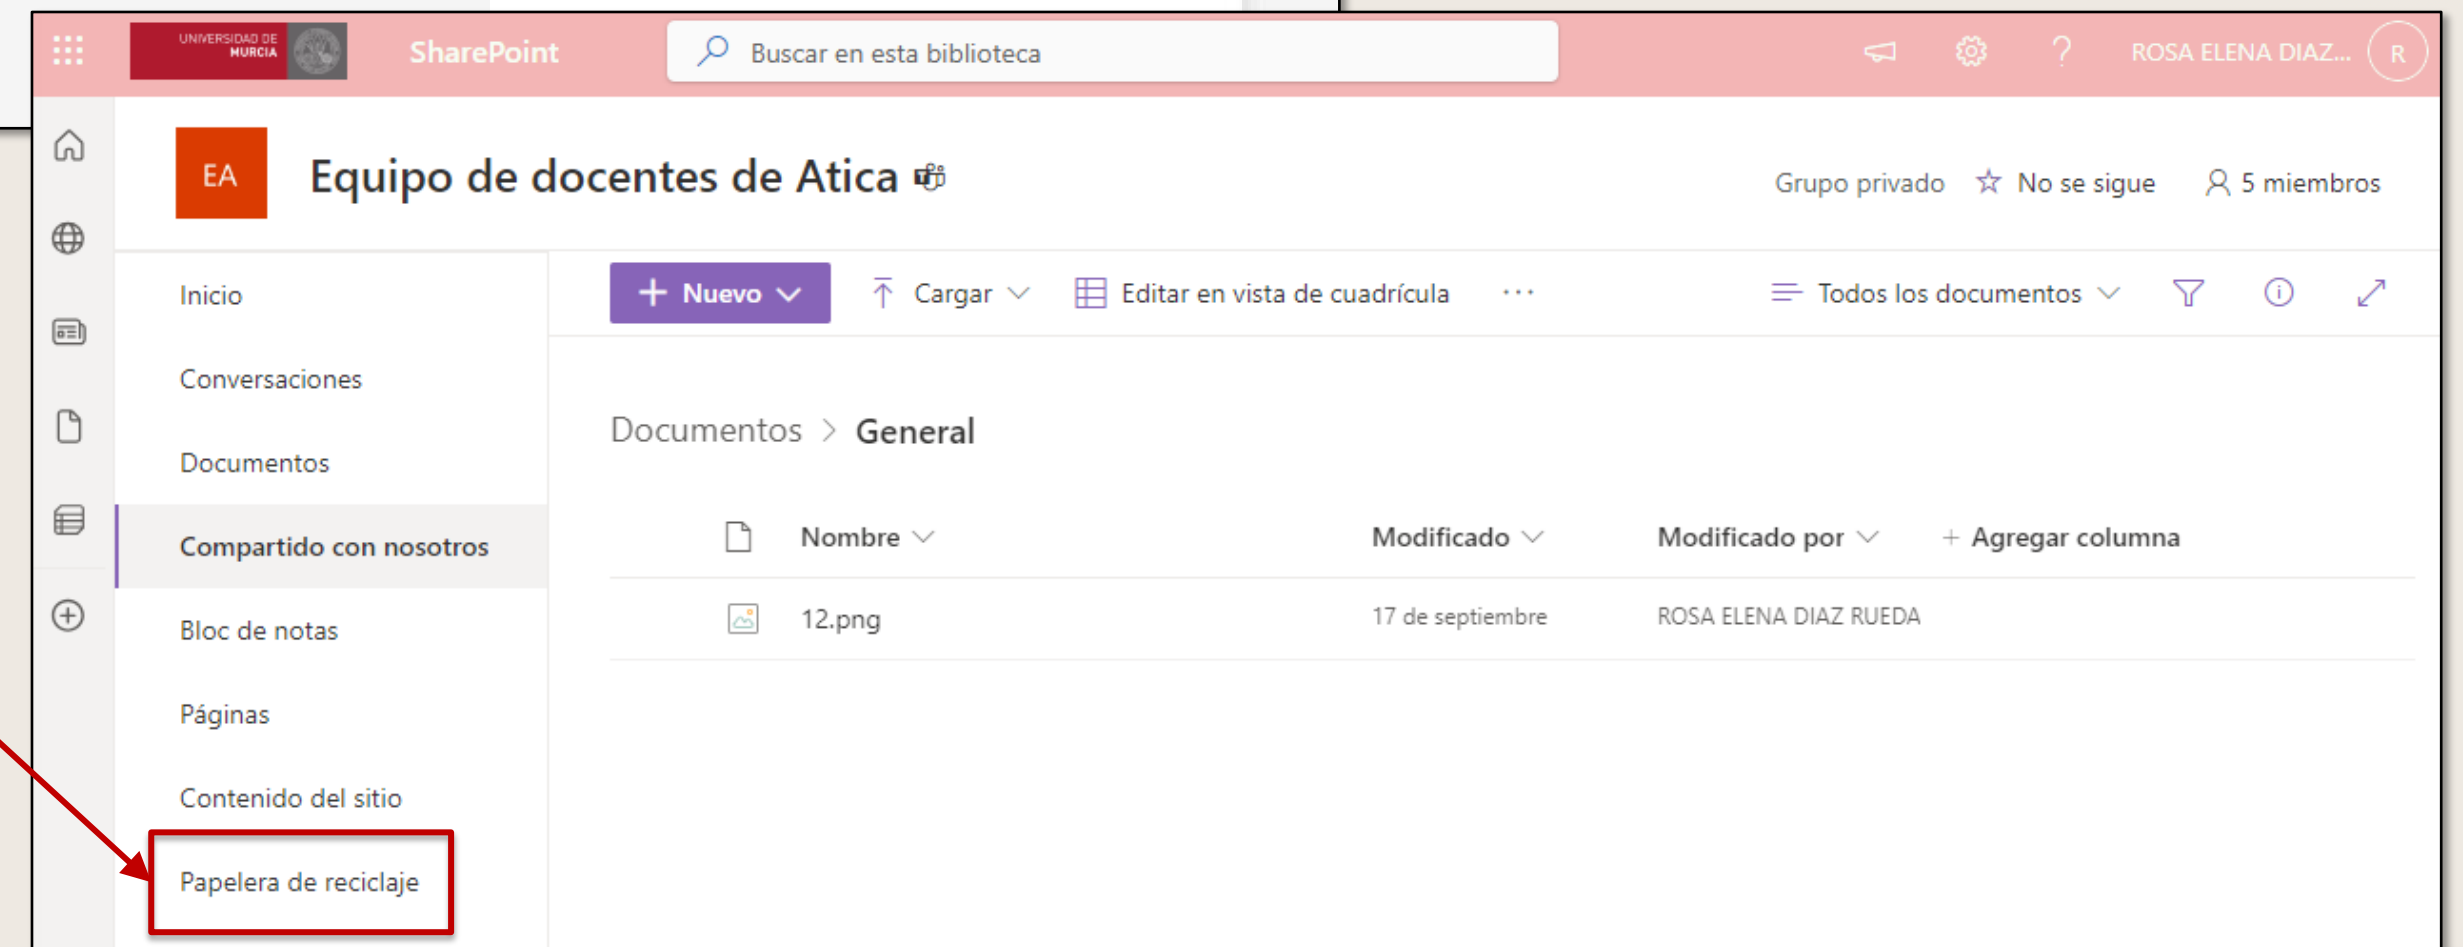 UNIVERSIDAD DE
MURCIA
SharePoint
Buscar en esta biblioteca
ROSA ELENA DIAZ...
R
EA
Equipo de docentes de Atica
Grupo privado
No se sigue
5 miembros
Inicio
Conversaciones
Documentos
Compartido con nosotros
Bloc de notas
Páginas
Contenido del sitio
Papelera de reciclaje
+ Nuevo
Cargar
Editar en vista de cuadrícula
...
Todos los documentos
Documentos > General
Nombre
Modificado
Modificado por
+ Agregar columna
12.png
17 de septiembre
ROSA ELENA DIAZ RUEDA